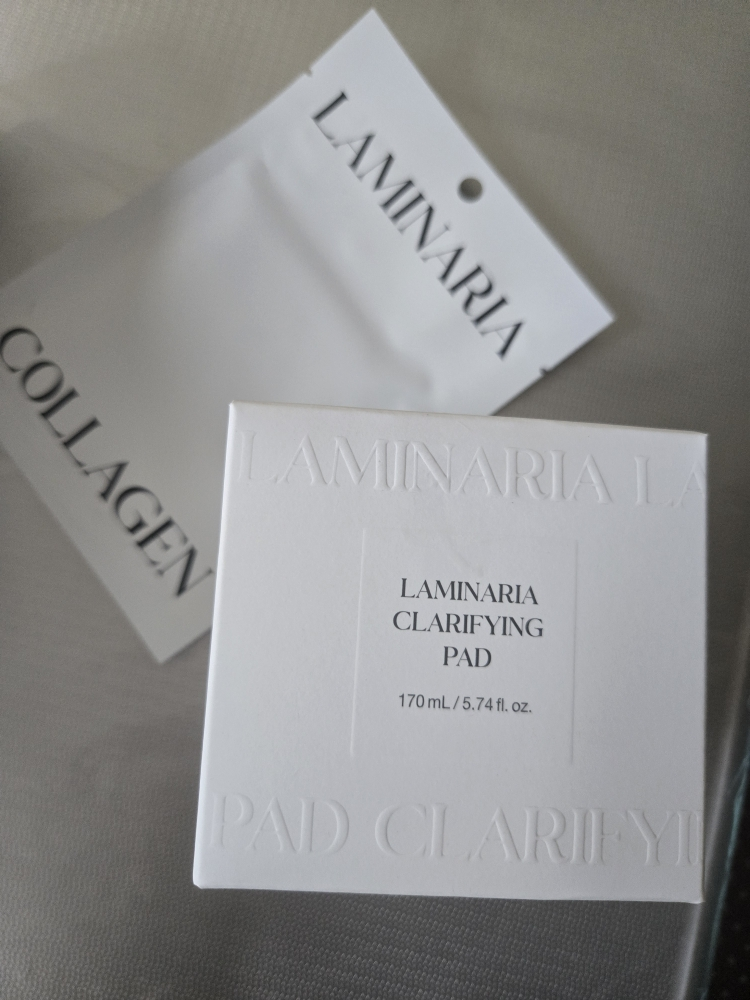 LAMINARIA
COLLAGEN
LAMINARIA LA
LAMINARIA
CLARIFYING
PAD
170 mL / 5.74 fl. oz.
PAD CLARIFYI